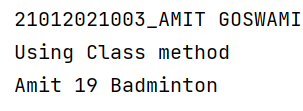 21012021003_AMIT GOSWAMI
Using Class method
Amit 19 Badminton